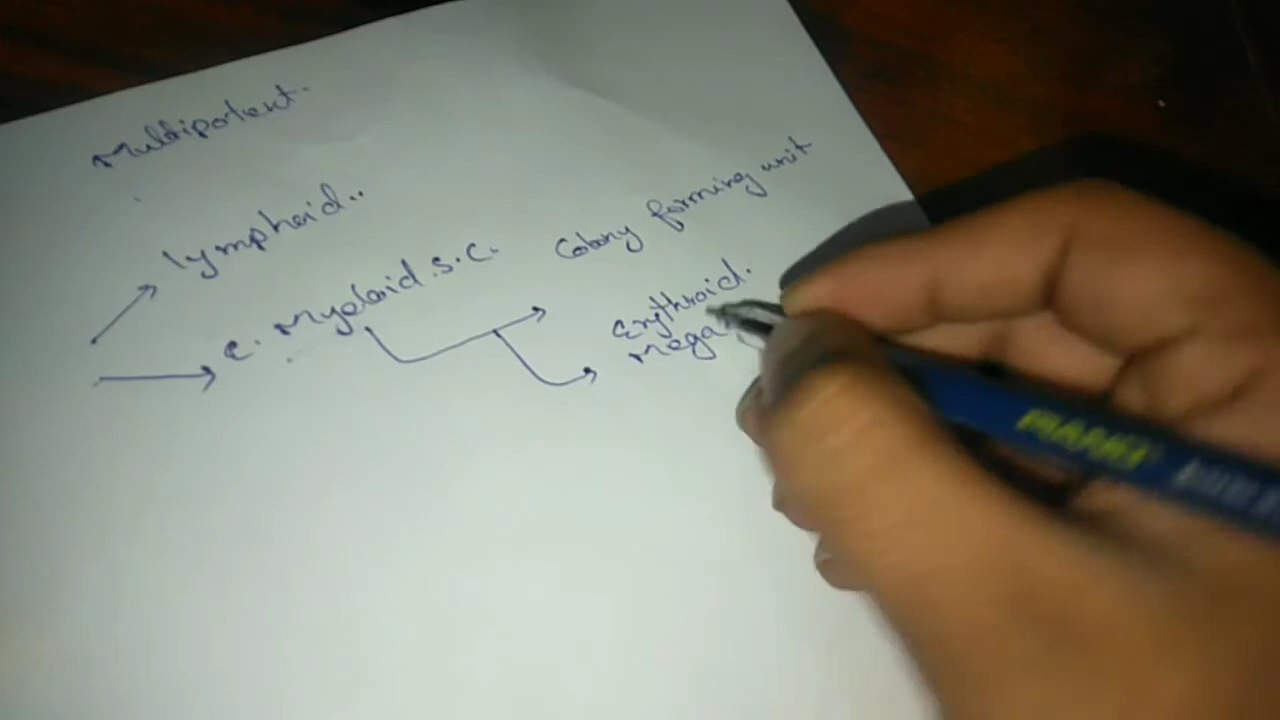 Multipotent.
lymphoid..
c. Myeloid s.c.
Colony forming unit
Erythroid.
Mega